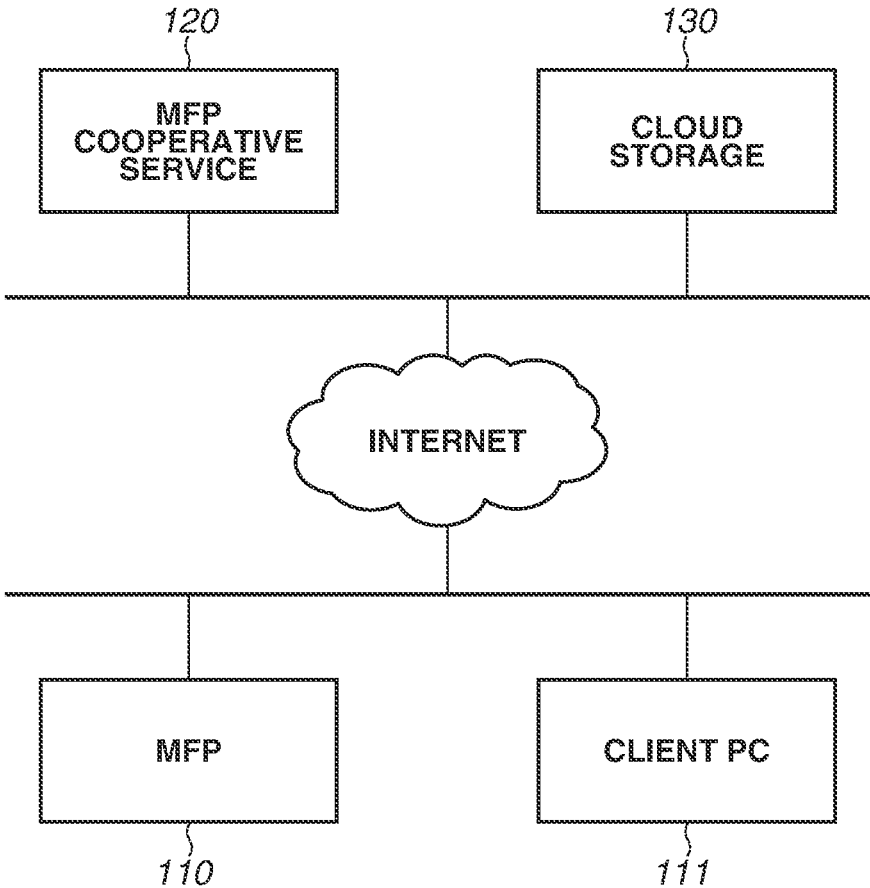 120
130
MFP
COOPERATIVE
SERVICE
CLOUD
STORAGE
INTERNET
MFP
CLIENT PC
110
111